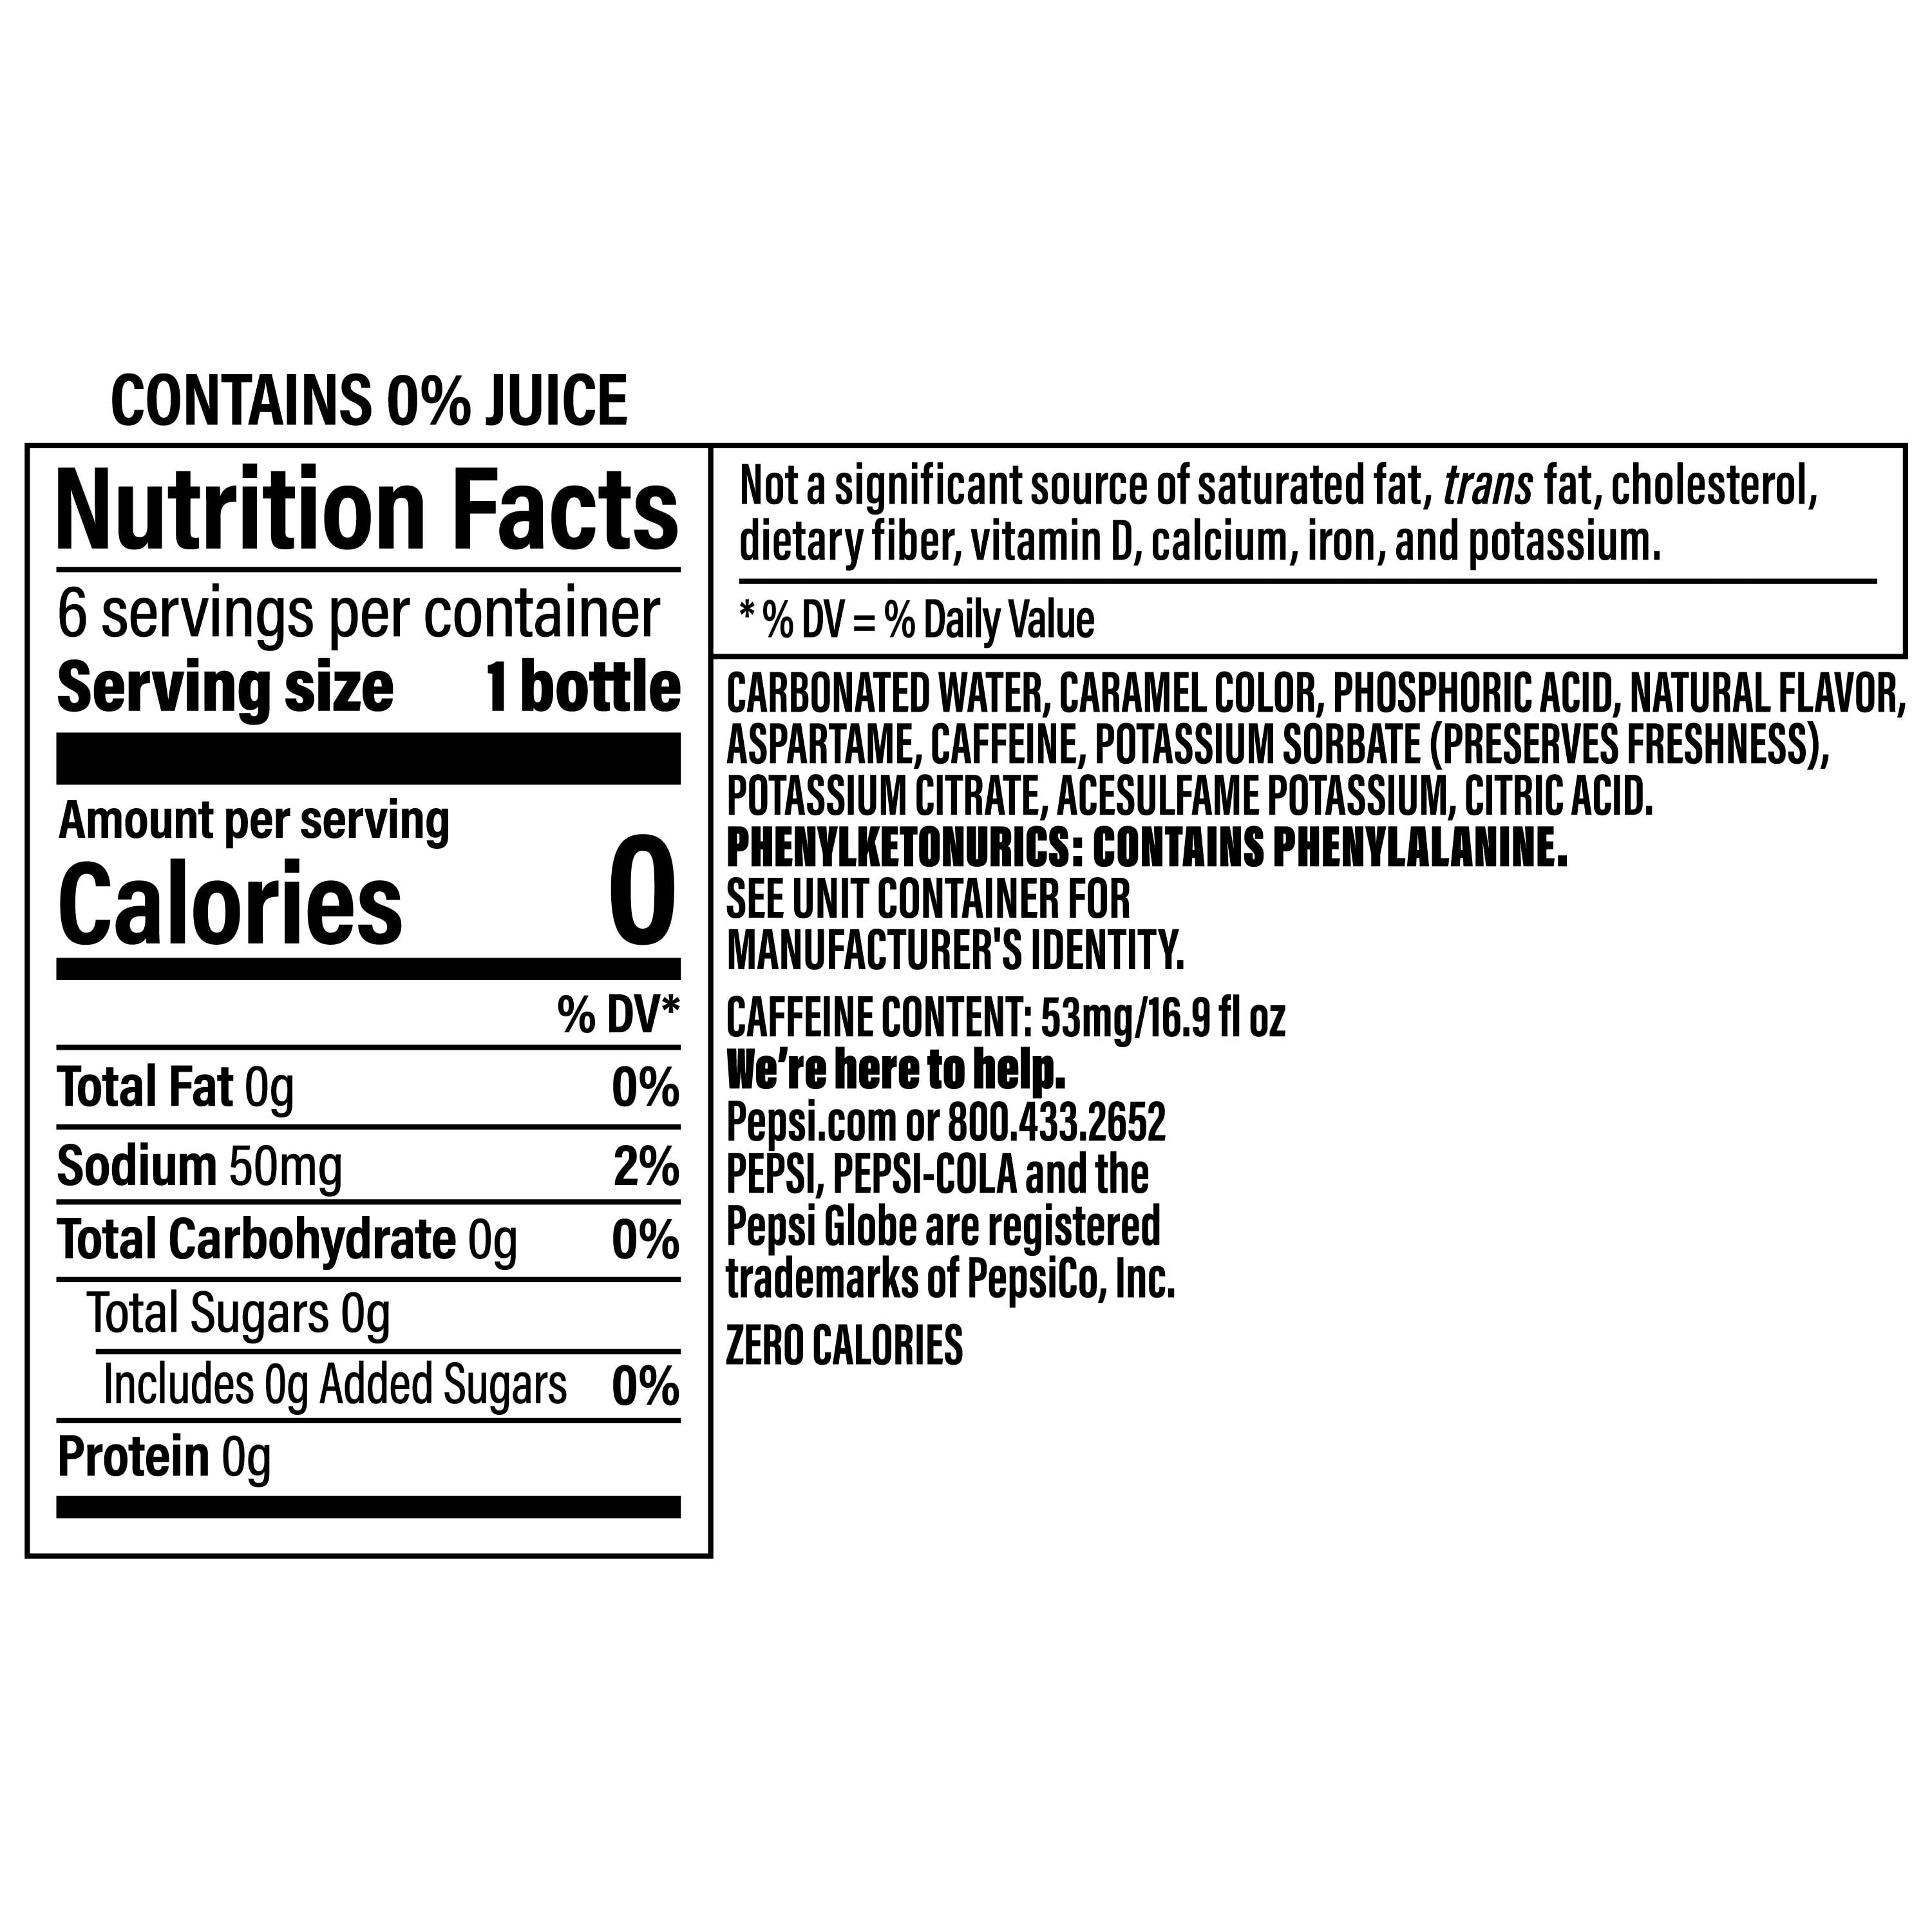 CONTAINS 0% JUICE
Nutrition Facts
6 servings per container
Serving size 1 bottle
Amount per serving
Calories 0
% DV*
Total Fat 0g 0%
Sodium 50mg 2%
Total Carbohydrate 0g 0%
Total Sugars 0g
Includes 0g Added Sugars 0%
Protein 0g
Not a significant source of saturated fat, trans fat, cholesterol,
dietary fiber, vitamin D, calcium, iron, and potassium.
* % DV = % Daily Value
CARBONATED WATER, CARAMEL COLOR, PHOSPHORIC ACID, NATURAL FLAVOR,
ASPARTAME, CAFFEINE, POTASSIUM SORBATE (PRESERVES FRESHNESS),
POTASSIUM CITRATE, ACESULFAME POTASSIUM, CITRIC ACID.
PHENYLKETONURICS: CONTAINS PHENYLALANINE.
SEE UNIT CONTAINER FOR
MANUFACTURER'S IDENTITY.
CAFFEINE CONTENT: 53mg/16.9 fl oz
We're here to help.
Pepsi.com or 800.433.2652
PEPSI, PEPSI-COLA and the
Pepsi Globe are registered
trademarks of PepsiCo, Inc.
ZERO CALORIES